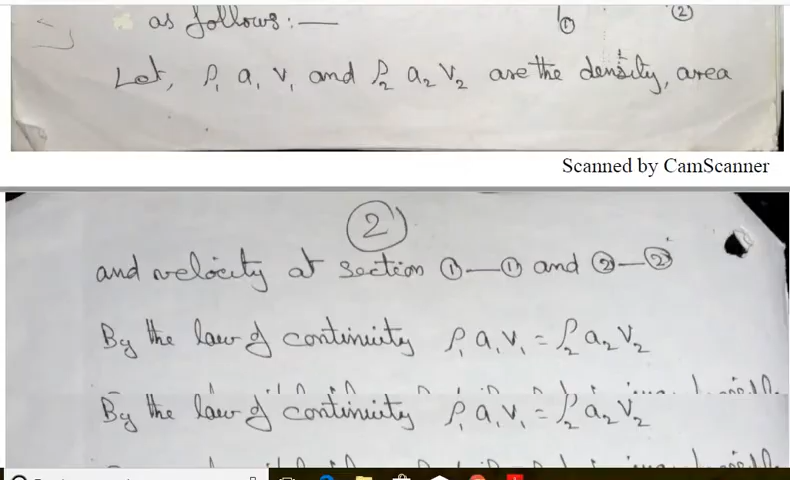 as follows:—
① ②
Let, ρ₁ a₁ v₁ and ρ₂ a₂ v₂ are the density, area
Scanned by CamScanner
②
and velocity at section ①—① and ②—②
By the law of continuity ρ₁ a₁ v₁ = ρ₂ a₂ v₂
By the law of continuity ρ₁ a₁ v₁ = ρ₂ a₂ v₂